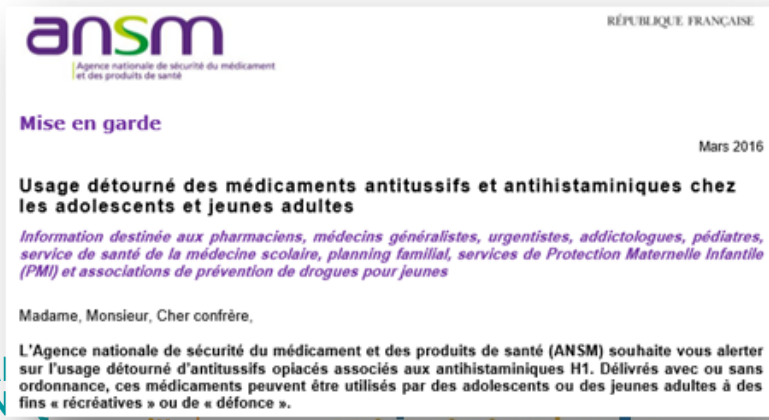 ansm
RÉPUBLIQUE FRANÇAISE
Agence nationale de sécurité du médicament
et des produits de santé
Mise en garde
Mars 2016
Usage détourné des médicaments antitussifs et antihistaminiques chez
les adolescents et jeunes adultes
Information destinée aux pharmaciens, médecins généralistes, urgentistes, addictologues, pédiatres,
service de santé de la médecine scolaire, planning familial, services de Protection Maternelle Infantile
(PMI) et associations de prévention de drogues pour jeunes
Madame, Monsieur, Cher confrère,
L'Agence nationale de sécurité du médicament et des produits de santé (ANSM) souhaite vous alerter
sur l'usage détourné d'antitussifs opiacés associés aux antihistaminiques H1. Délivrés avec ou sans
ordonnance, ces médicaments peuvent être utilisés par des adolescents ou des jeunes adultes à des
fins « récréatives » ou de « défonce ».